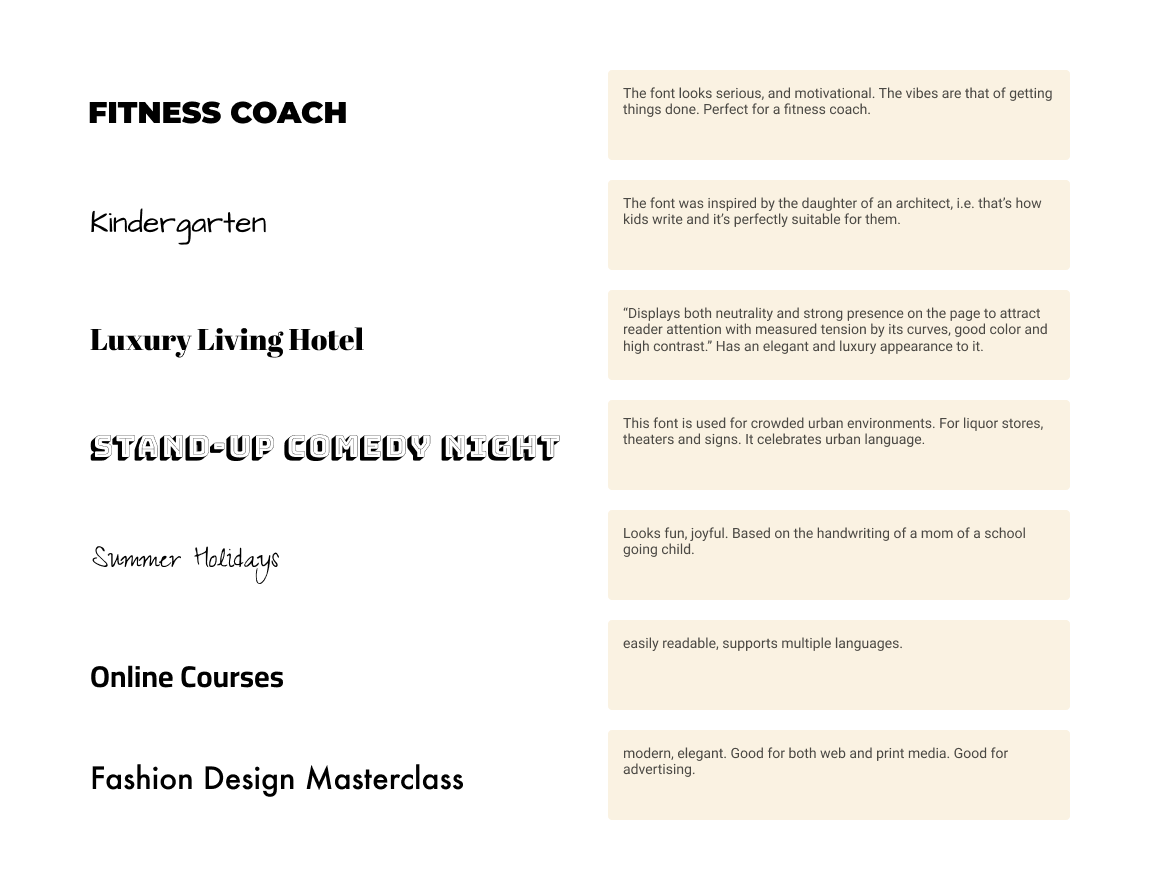 FITNESS COACH
The font looks serious, and motivational. The vibes are that of getting
things done. Perfect for a fitness coach.
Kindergarten
The font was inspired by the daughter of an architect, i.e. that’s how
kids write and it’s perfectly suitable for them.
Luxury Living Hotel
“Displays both neutrality and strong presence on the page to attract
reader attention with measured tension by its curves, good color and
high contrast.” Has an elegant and luxury appearance to it.
STAND-UP COMEDY NIGHT
This font is used for crowded urban environments. For liquor stores,
theaters and signs. It celebrates urban language.
Summer Holidays
Looks fun, joyful. Based on the handwriting of a mom of a school
going child.
Online Courses
easily readable, supports multiple languages.
Fashion Design Masterclass
modern, elegant. Good for both web and print media. Good for
advertising.